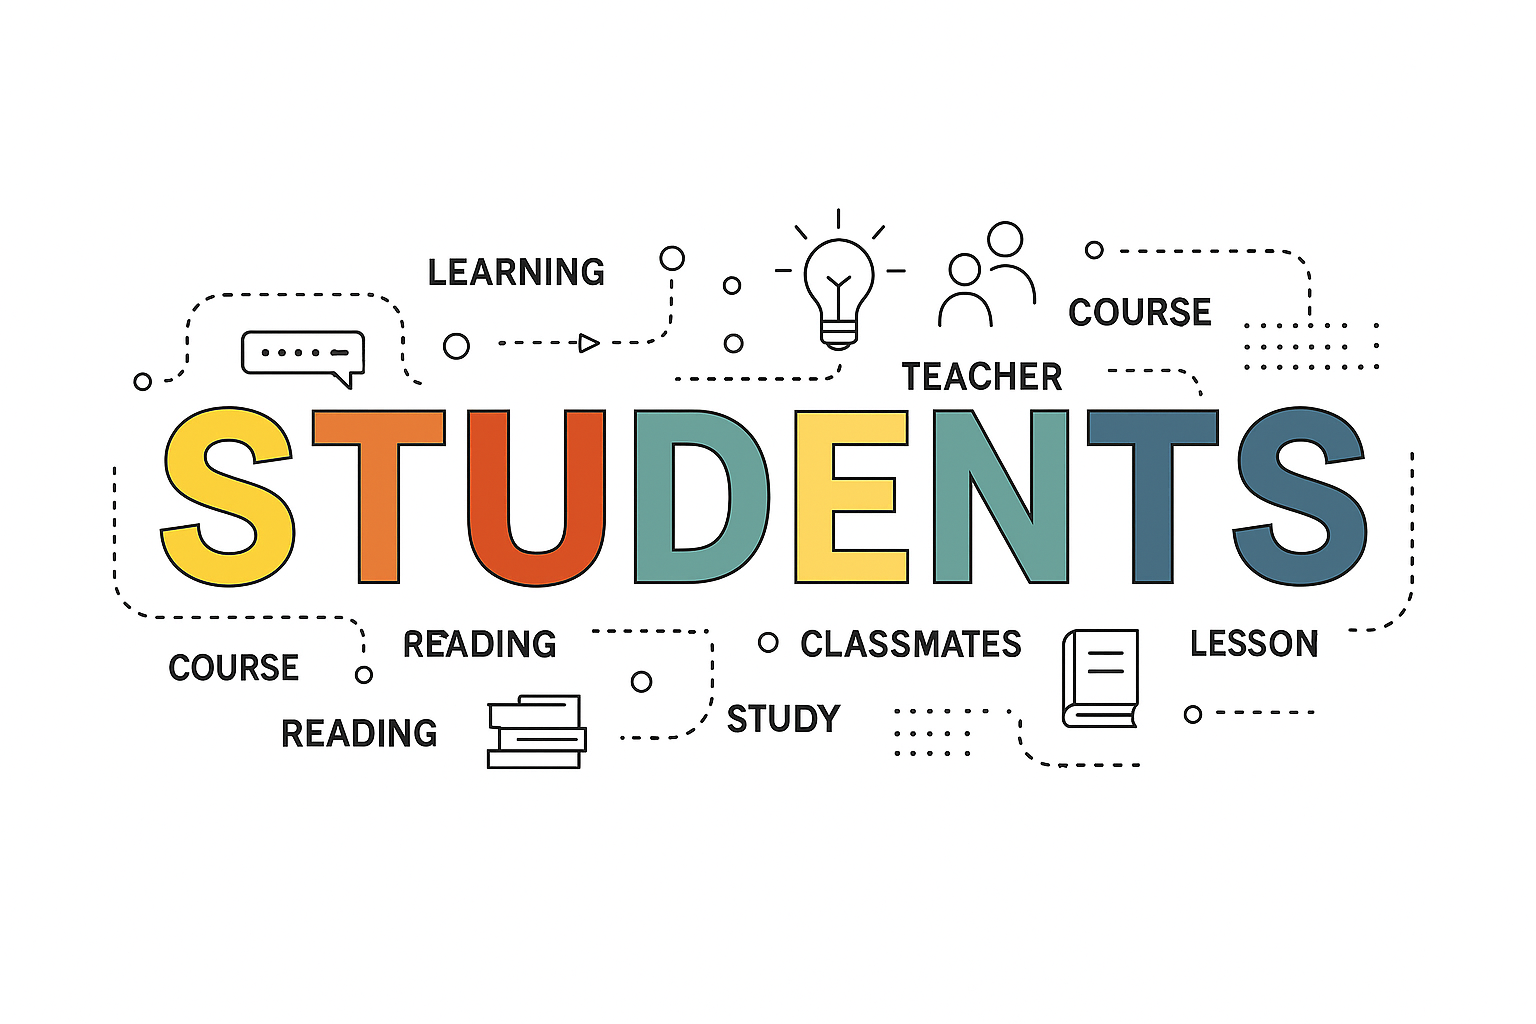 LEARNING
COURSE
TEACHER
STUDENTS
READING
CLASSMATES
LESSON
COURSE
STUDY
READING